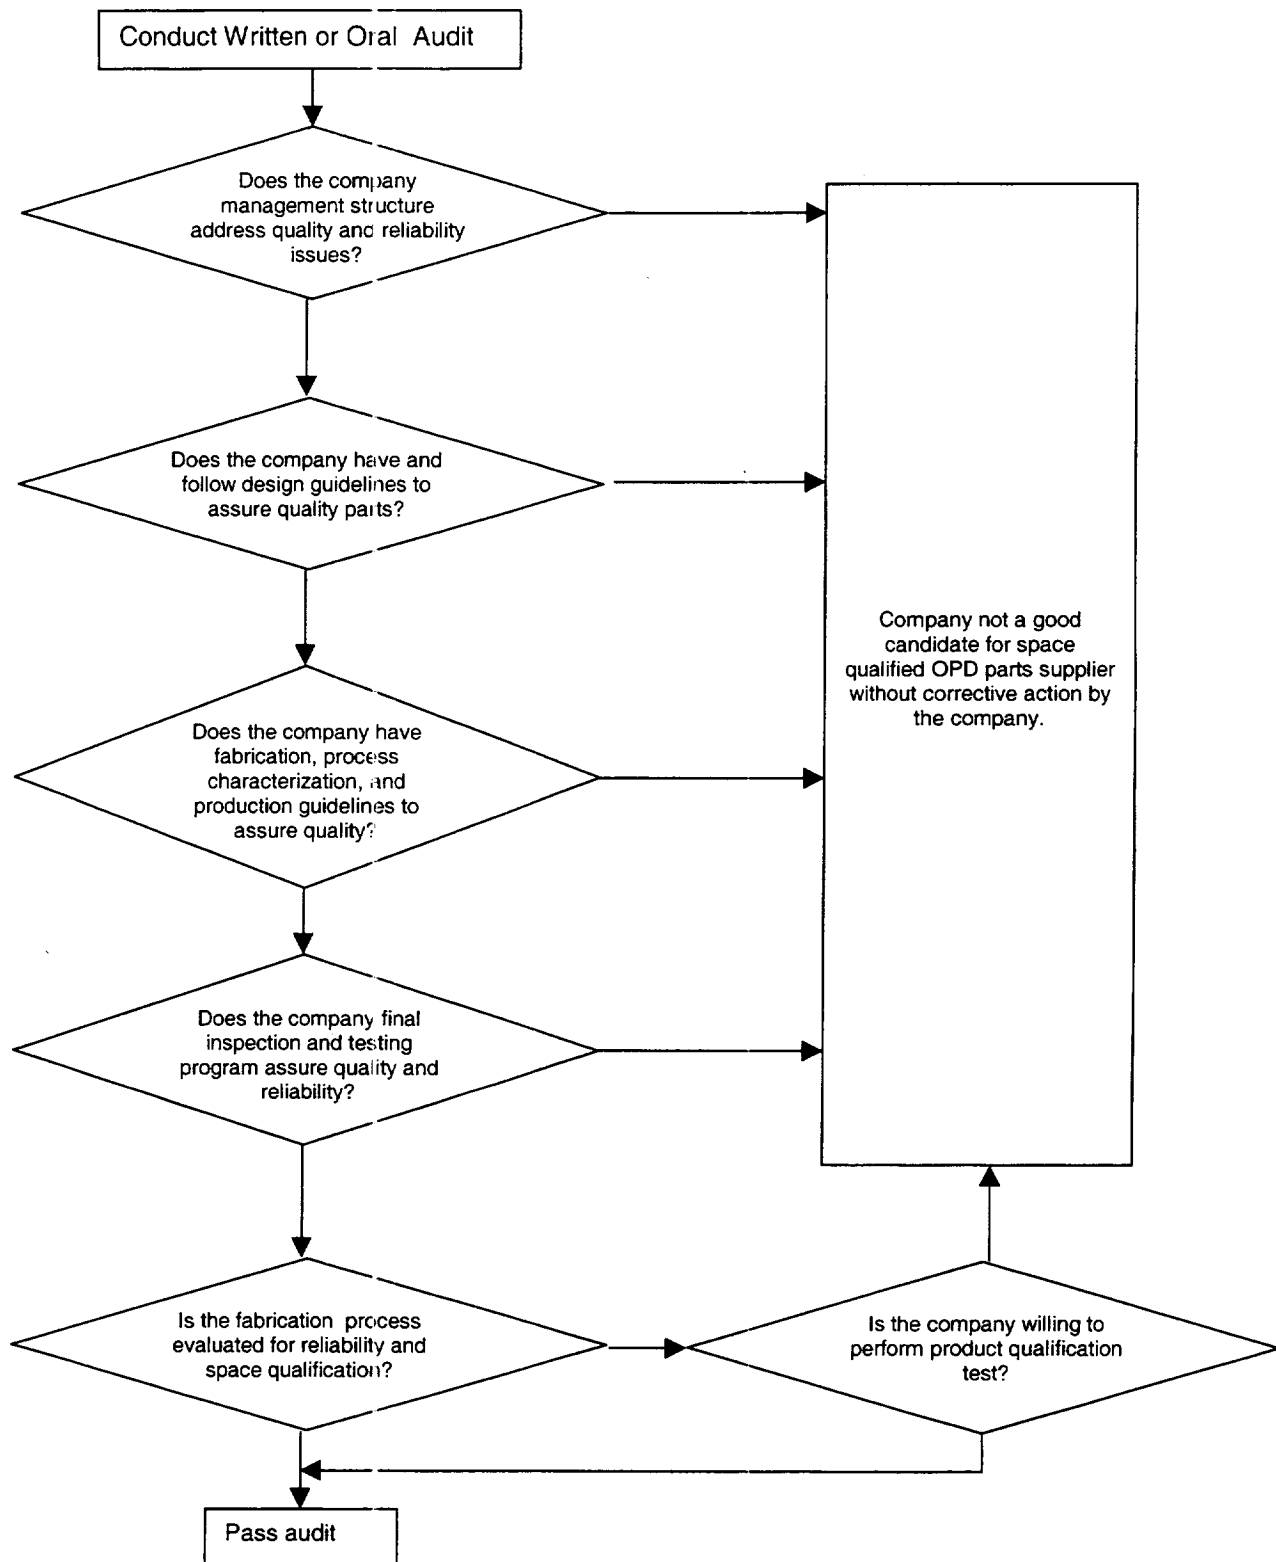 Conduct Written or Oral Audit
Does the company
management structure
address quality and reliability
issues?
Does the company have and
follow design guidelines to
assure quality parts?
Company not a good
candidate for space
qualified OPD parts supplier
without corrective action by
the company.
Does the company have
fabrication, process
characterization, and
production guidelines to
assure quality?
Does the company final
inspection and testing
program assure quality and
reliability?
Is the fabrication process
evaluated for reliability and
space qualification?
Is the company willing to
perform product qualification
test?
Pass audit